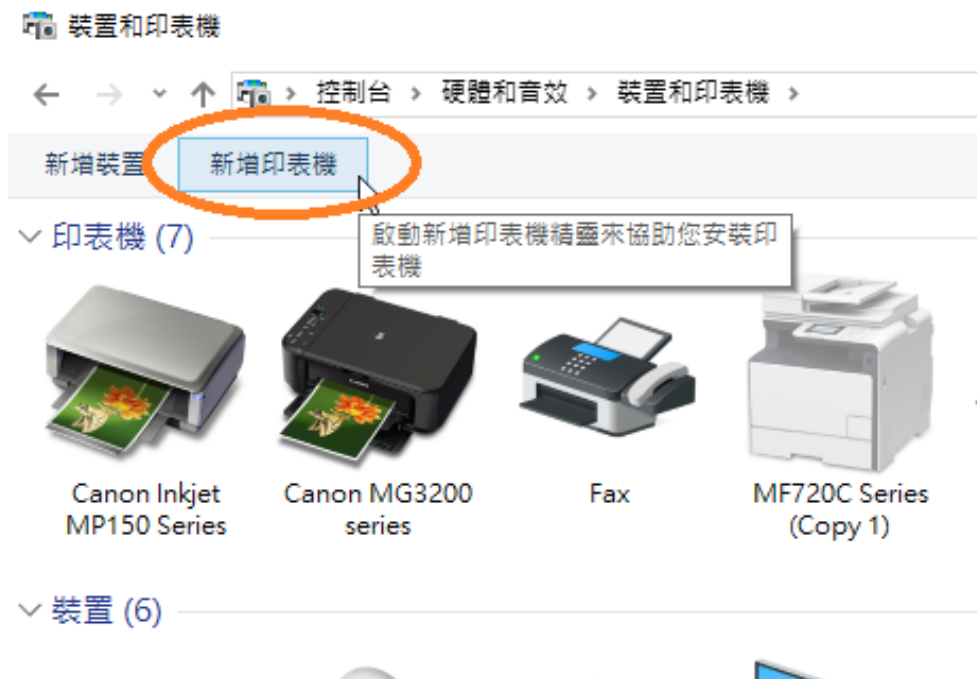 裝置和印表機
控制台 › 硬體和音效 › 裝置和印表機 ›
新增裝置 新增印表機
印表機 (7)
啟動新增印表機精靈來協助您安裝印
表機
Canon Inkjet
MP150 Series
Canon MG3200
series
Fax
MF720C Series
(Copy 1)
裝置 (6)